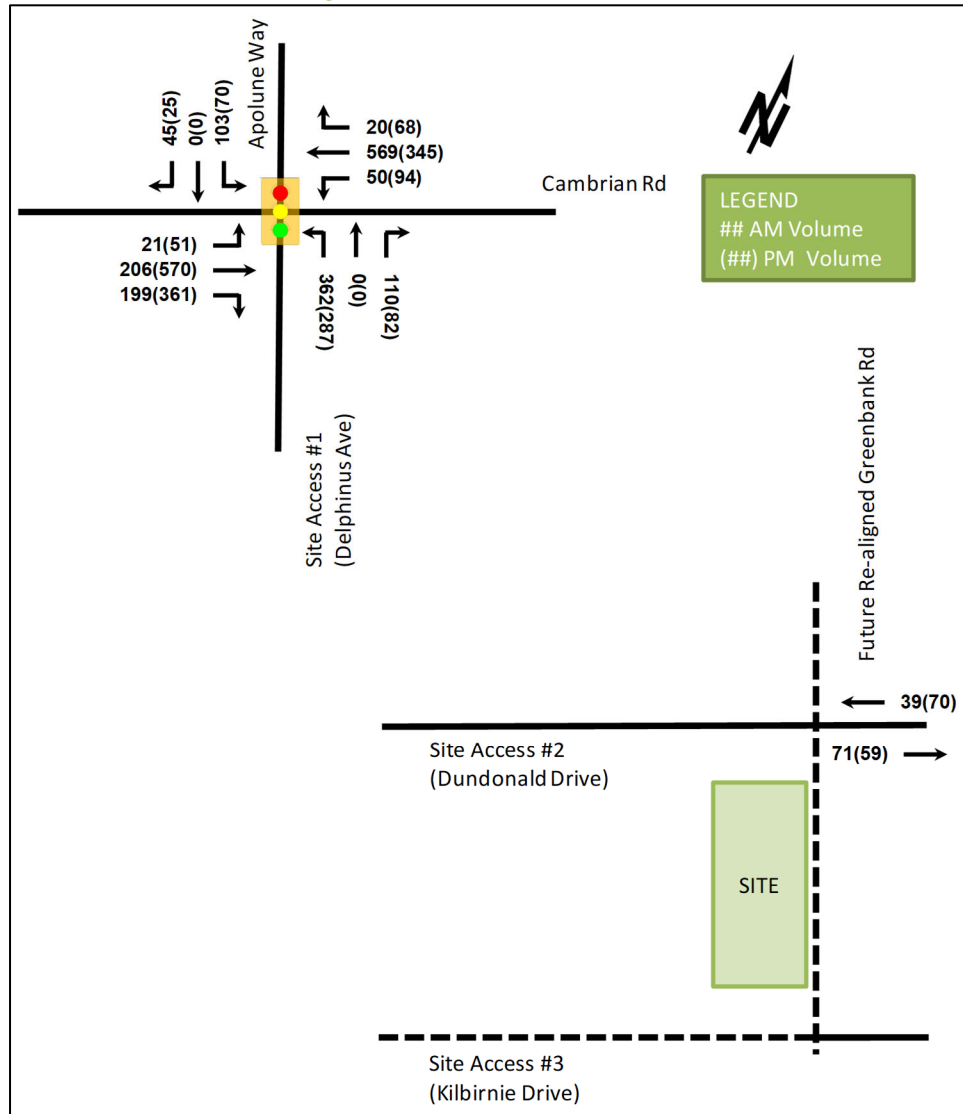 45(25)
0(0)
103(70)
Apolune Way
20(68)
569(345)
50(94)
Cambrian Rd
N
LEGEND
## AM Volume
(##) PM Volume
21(51)
206(570)
199(361)
362(287)
0(0)
110(82)
Site Access #1
(Delphinus Ave)
Future Re-aligned Greenbank Rd
39(70)
Site Access #2
(Dundonald Drive)
71(59)
SITE
Site Access #3
(Kilbirnie Drive)